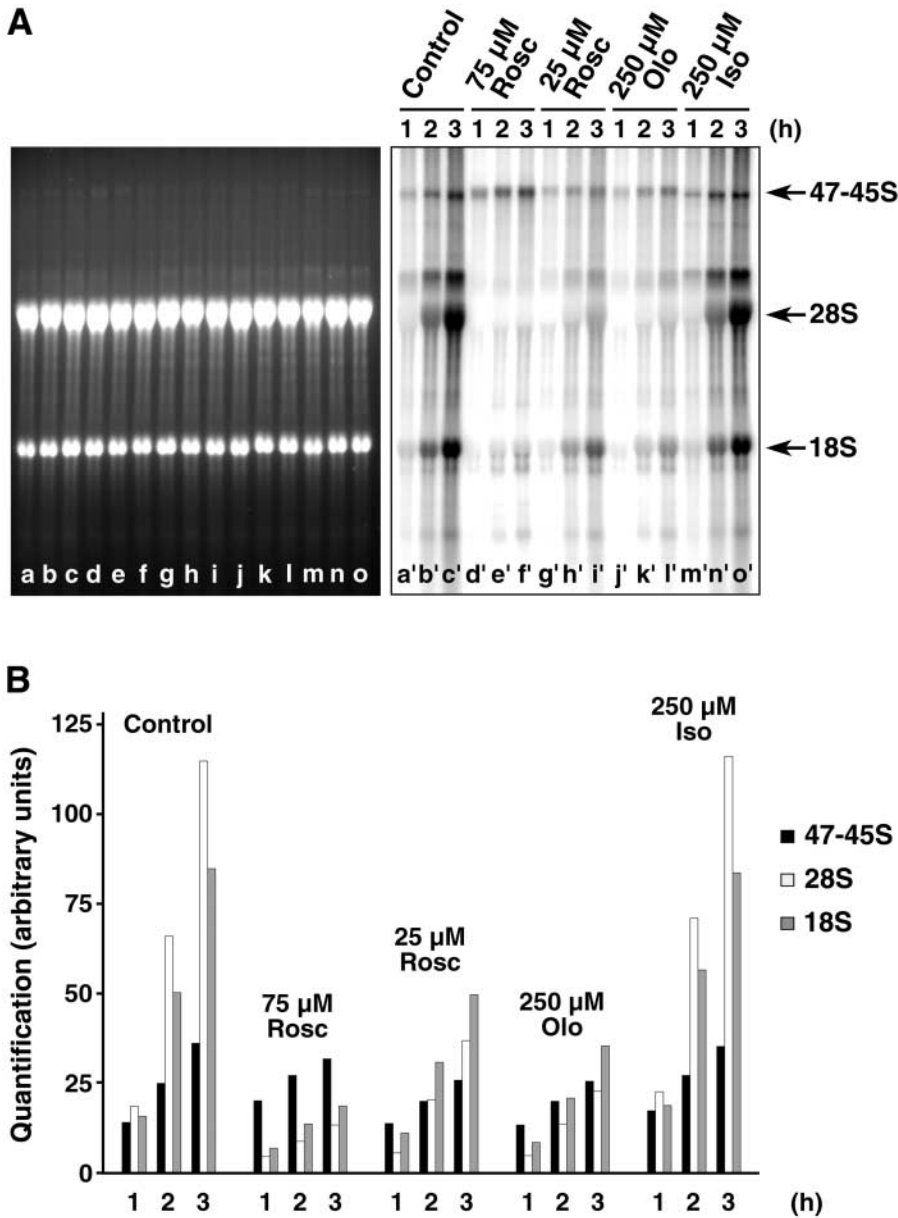 A
Control
75 µM
Rosc
25 µM
Rosc
250 µM
Olo
250 µM
Iso
1 2 3 1 2 3 1 2 3 1 2 3 1 2 3 (h)
47-45S
28S
18S
a b c d e f g h i j k l m n o
a' b' c' d' e' f' g' h' i' j' k' l' m' n' o'
B
Quantification (arbitrary units)
125
100
75
50
25
0
Control
75 µM
Rosc
25 µM
Rosc
250 µM
Olo
250 µM
Iso
47-45S
28S
18S
1 2 3 1 2 3 1 2 3 1 2 3 1 2 3 (h)